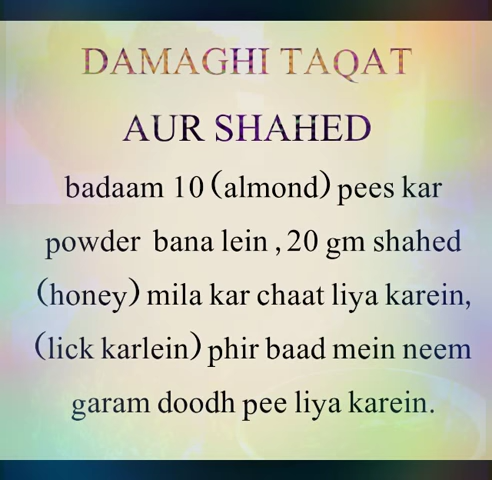 DAMAGHI TAQAT
AUR SHAHED
badaam 10 (almond) pees kar
powder bana lein , 20 gm shahed
(honey) mila kar chaat liya karein,
(lick karlein) phir baad mein neem
garam doodh pee liya karein.